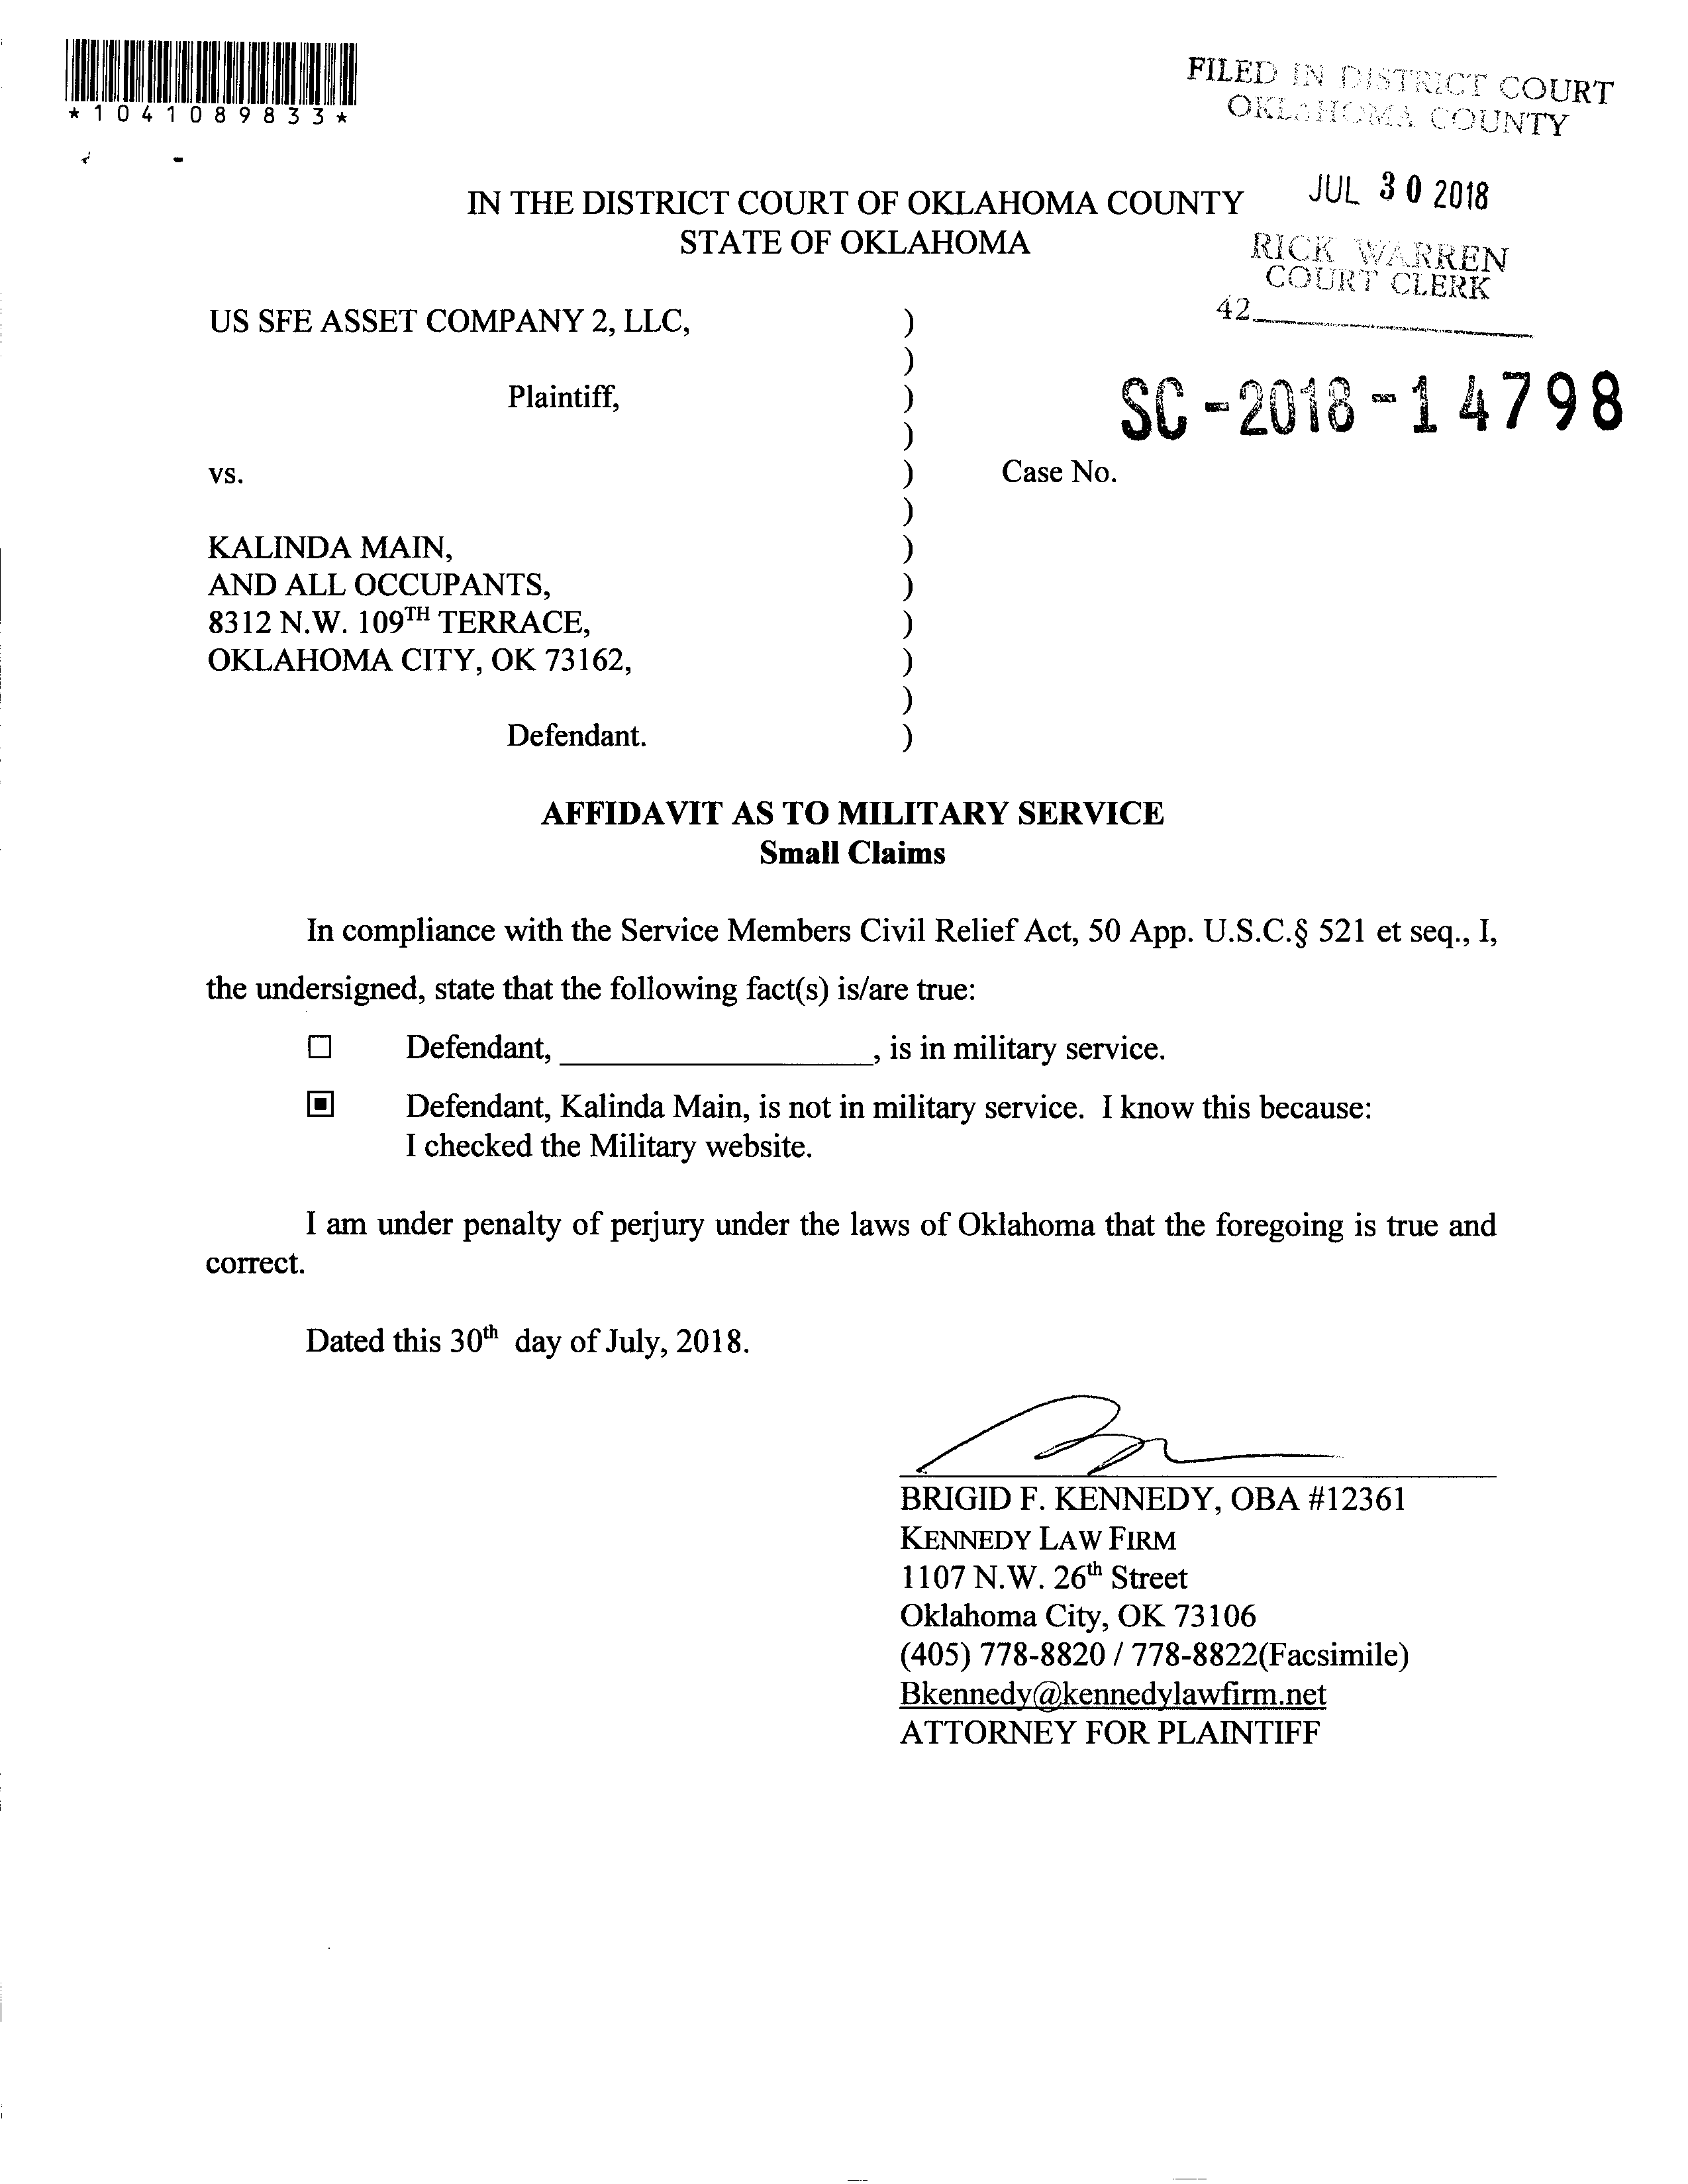 *1041089833*
FILED IN DISTRICT COURT
OKLAHOMA COUNTY
JUL 30 2018
RICK WARREN
COURT CLERK
42
IN THE DISTRICT COURT OF OKLAHOMA COUNTY
STATE OF OKLAHOMA
US SFE ASSET COMPANY 2, LLC, )
)
Plaintiff, )
)
SC-2018-14798
vs. ) Case No.
)
KALINDA MAIN, )
AND ALL OCCUPANTS, )
8312 N.W. 109TH TERRACE, )
OKLAHOMA CITY, OK 73162, )
)
Defendant. )
AFFIDAVIT AS TO MILITARY SERVICE
Small Claims
In compliance with the Service Members Civil Relief Act, 50 App. U.S.C.§ 521 et seq., I,
the undersigned, state that the following fact(s) is/are true:
☐ Defendant, ____________________, is in military service.
▣ Defendant, Kalinda Main, is not in military service. I know this because:
I checked the Military website.
I am under penalty of perjury under the laws of Oklahoma that the foregoing is true and
correct.
Dated this 30th day of July, 2018.
BRIGID F. KENNEDY, OBA #12361
KENNEDY LAW FIRM
1107 N.W. 26th Street
Oklahoma City, OK 73106
(405) 778-8820 / 778-8822(Facsimile)
Bkennedy@kennedylawfirm.net
ATTORNEY FOR PLAINTIFF